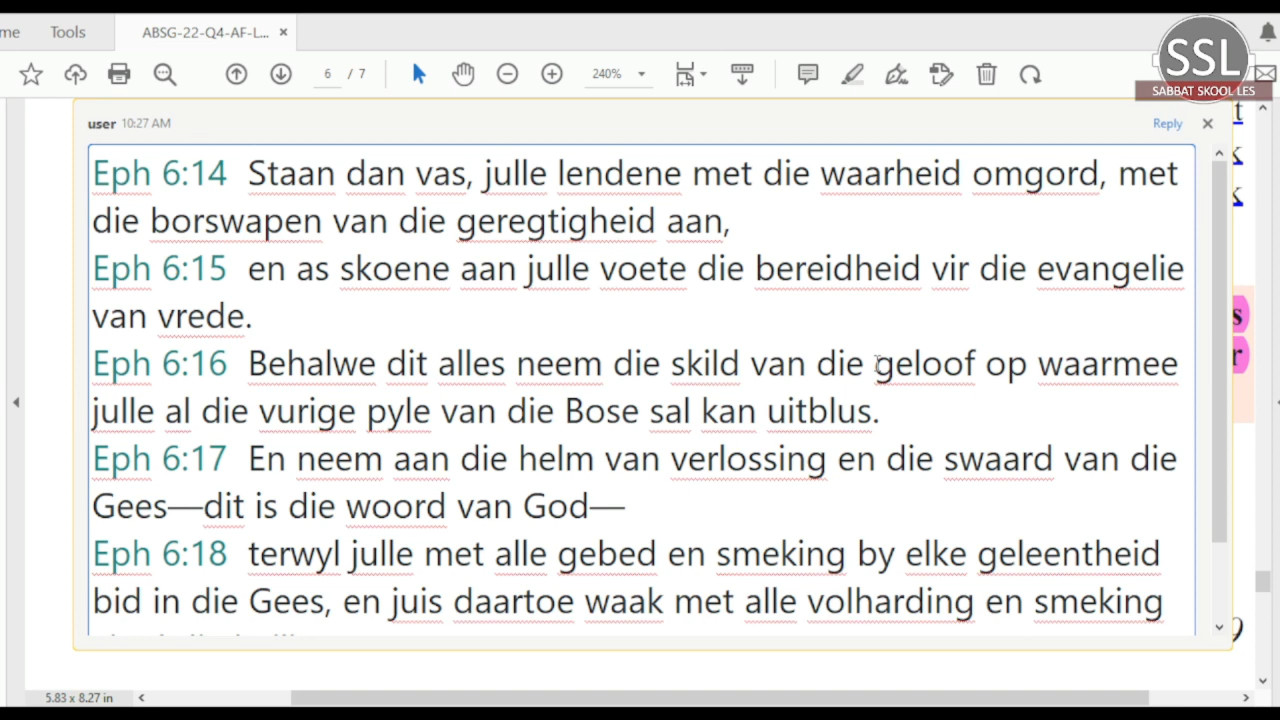 me Tools ABSG-22-Q4-AF-L... ×
SSL
SABBAT SKOOL LES
6 / 7 240%
user 10:27 AM Reply
Eph 6:14 Staan dan vas, julle lendene met die waarheid omgord, met
die borswapen van die geregtigheid aan,
Eph 6:15 en as skoene aan julle voete die bereidheid vir die evangelie
van vrede.
Eph 6:16 Behalwe dit alles neem die skild van die geloof op waarmee
julle al die vurige pyle van die Bose sal kan uitblus.
Eph 6:17 En neem aan die helm van verlossing en die swaard van die
Gees—dit is die woord van God—
Eph 6:18 terwyl julle met alle gebed en smeking by elke geleentheid
bid in die Gees, en juis daartoe waak met alle volharding en smeking
5.83 x 8.27 in